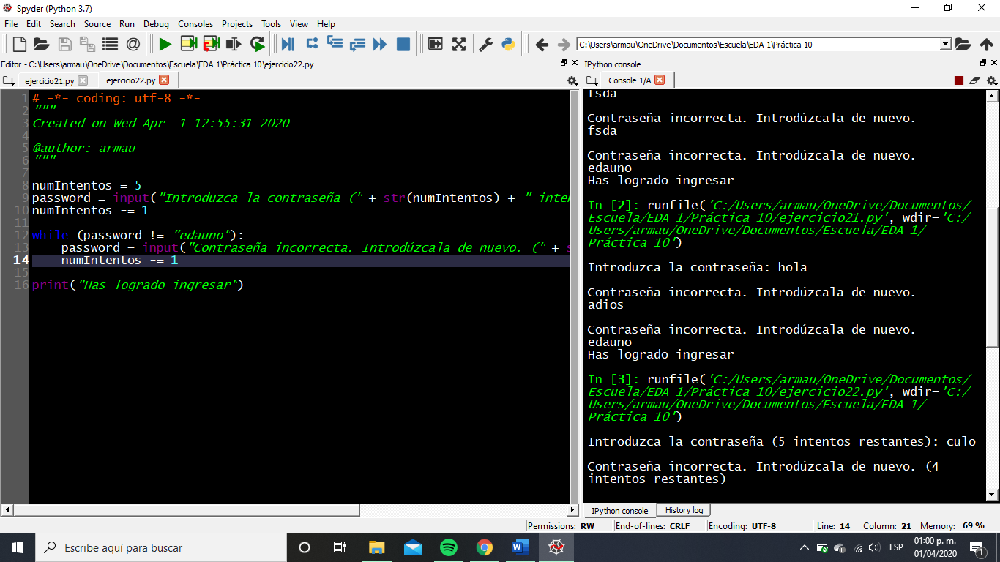 Spyder (Python 3.7)
File Edit Search Source Run Debug Consoles Projects Tools View Help
C:\Users\armau\OneDrive\Documentos\Escuela\EDA 1\Práctica 10
Editor - C:\Users\armau\OneDrive\Documentos\Escuela\EDA 1\Práctica 10\ejercicio22.py
ejercicio21.py ejercicio22.py
1 # -*- coding: utf-8 -*-
2 """
3 Created on Wed Apr  1 12:55:31 2020
4
5 @author: armau
6 """
7
8 numIntentos = 5
9 password = input("Introduzca la contraseña (" + str(numIntentos) + " inte
10 numIntentos -= 1
11
12 while (password != "edauno"):
13     password = input("Contraseña incorrecta. Introdúzcala de nuevo. (" + s
14     numIntentos -= 1
15
16 print("Has logrado ingresar")
IPython console
Console 1/A
fsda
Contraseña incorrecta. Introdúzcala de nuevo.
fsda
Contraseña incorrecta. Introdúzcala de nuevo.
edauno
Has logrado ingresar
In [2]: runfile('C:/Users/armau/OneDrive/Documentos/
Escuela/EDA 1/Práctica 10/ejercicio21.py', wdir='C:/
Users/armau/OneDrive/Documentos/Escuela/EDA 1/
Práctica 10')
Introduzca la contraseña: hola
Contraseña incorrecta. Introdúzcala de nuevo.
adios
Contraseña incorrecta. Introdúzcala de nuevo.
edauno
Has logrado ingresar
In [3]: runfile('C:/Users/armau/OneDrive/Documentos/
Escuela/EDA 1/Práctica 10/ejercicio22.py', wdir='C:/
Users/armau/OneDrive/Documentos/Escuela/EDA 1/
Práctica 10')
Introduzca la contraseña (5 intentos restantes): culo
Contraseña incorrecta. Introdúzcala de nuevo. (4
intentos restantes)
IPython console History log
Permissions: RW End-of-lines: CRLF Encoding: UTF-8 Line: 14 Column: 21 Memory: 69 %
Escribe aquí para buscar
ESP
01:00 p. m.
01/04/2020
1